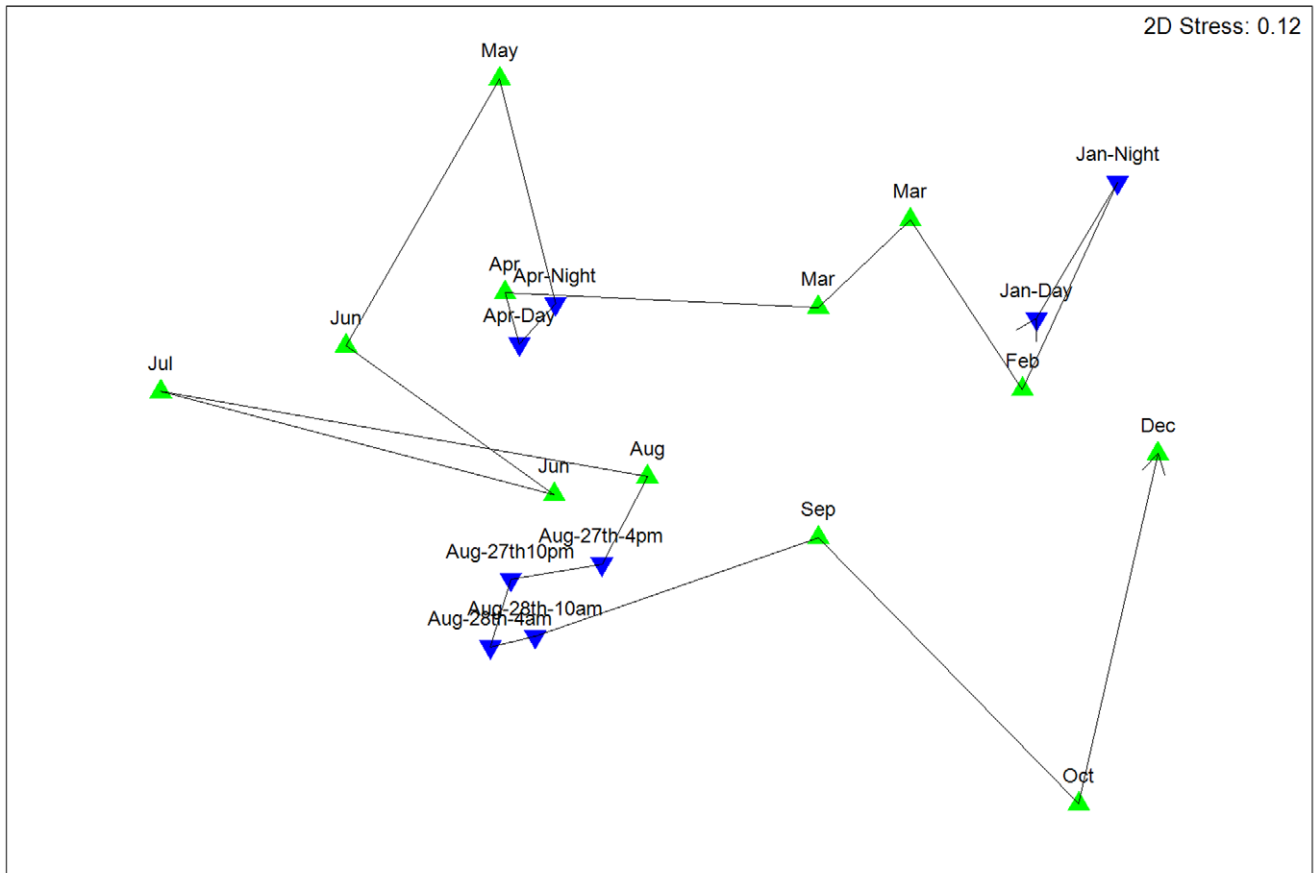 2D Stress: 0.12
May
Jan-Night
Mar
Apr
Apr-Night
Mar
Jan-Day
Apr-Day
Jun
Jul
Feb
Dec
Aug
Jun
Sep
Aug-27th-4pm
Aug-27th10pm
Aug-28th-10am
Aug-28th-4am
Oct